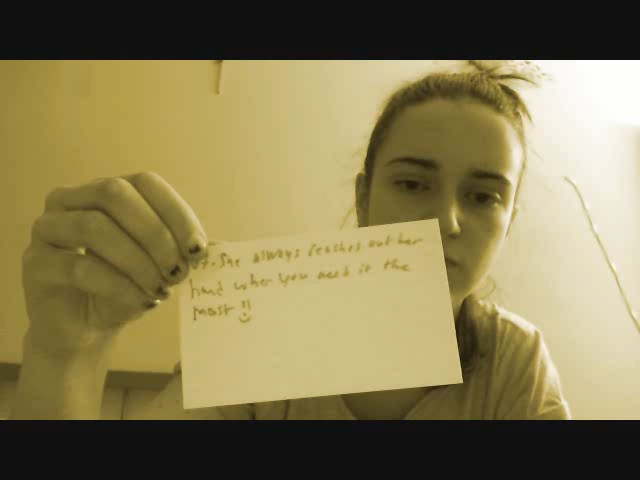 She always reaches out her
hand when you need it the
most!! :)